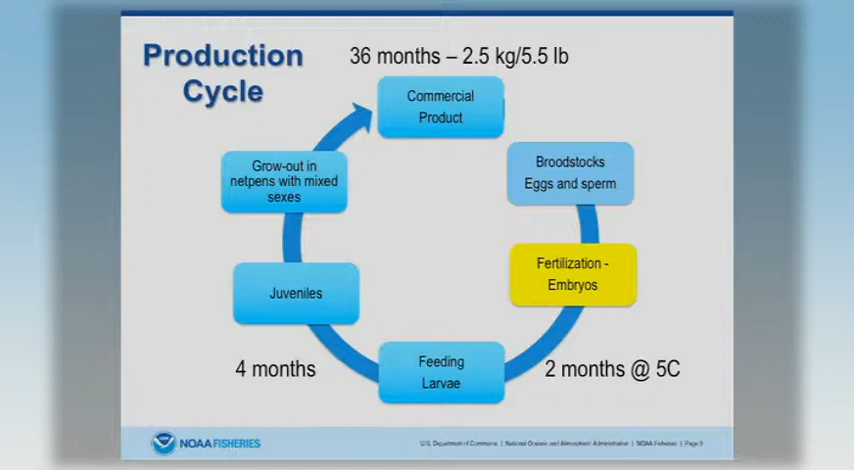 Production
Cycle
36 months – 2.5 kg/5.5 lb
Commercial
Product
Broodstocks
Eggs and sperm
Grow-out in
netpens with mixed
sexes
Fertilization -
Embryos
Juveniles
Feeding
Larvae
4 months
2 months @ 5C
NOAA FISHERIES
U.S. Department of Commerce | National Oceanic and Atmospheric Administration | NOAA Fisheries | Page 9